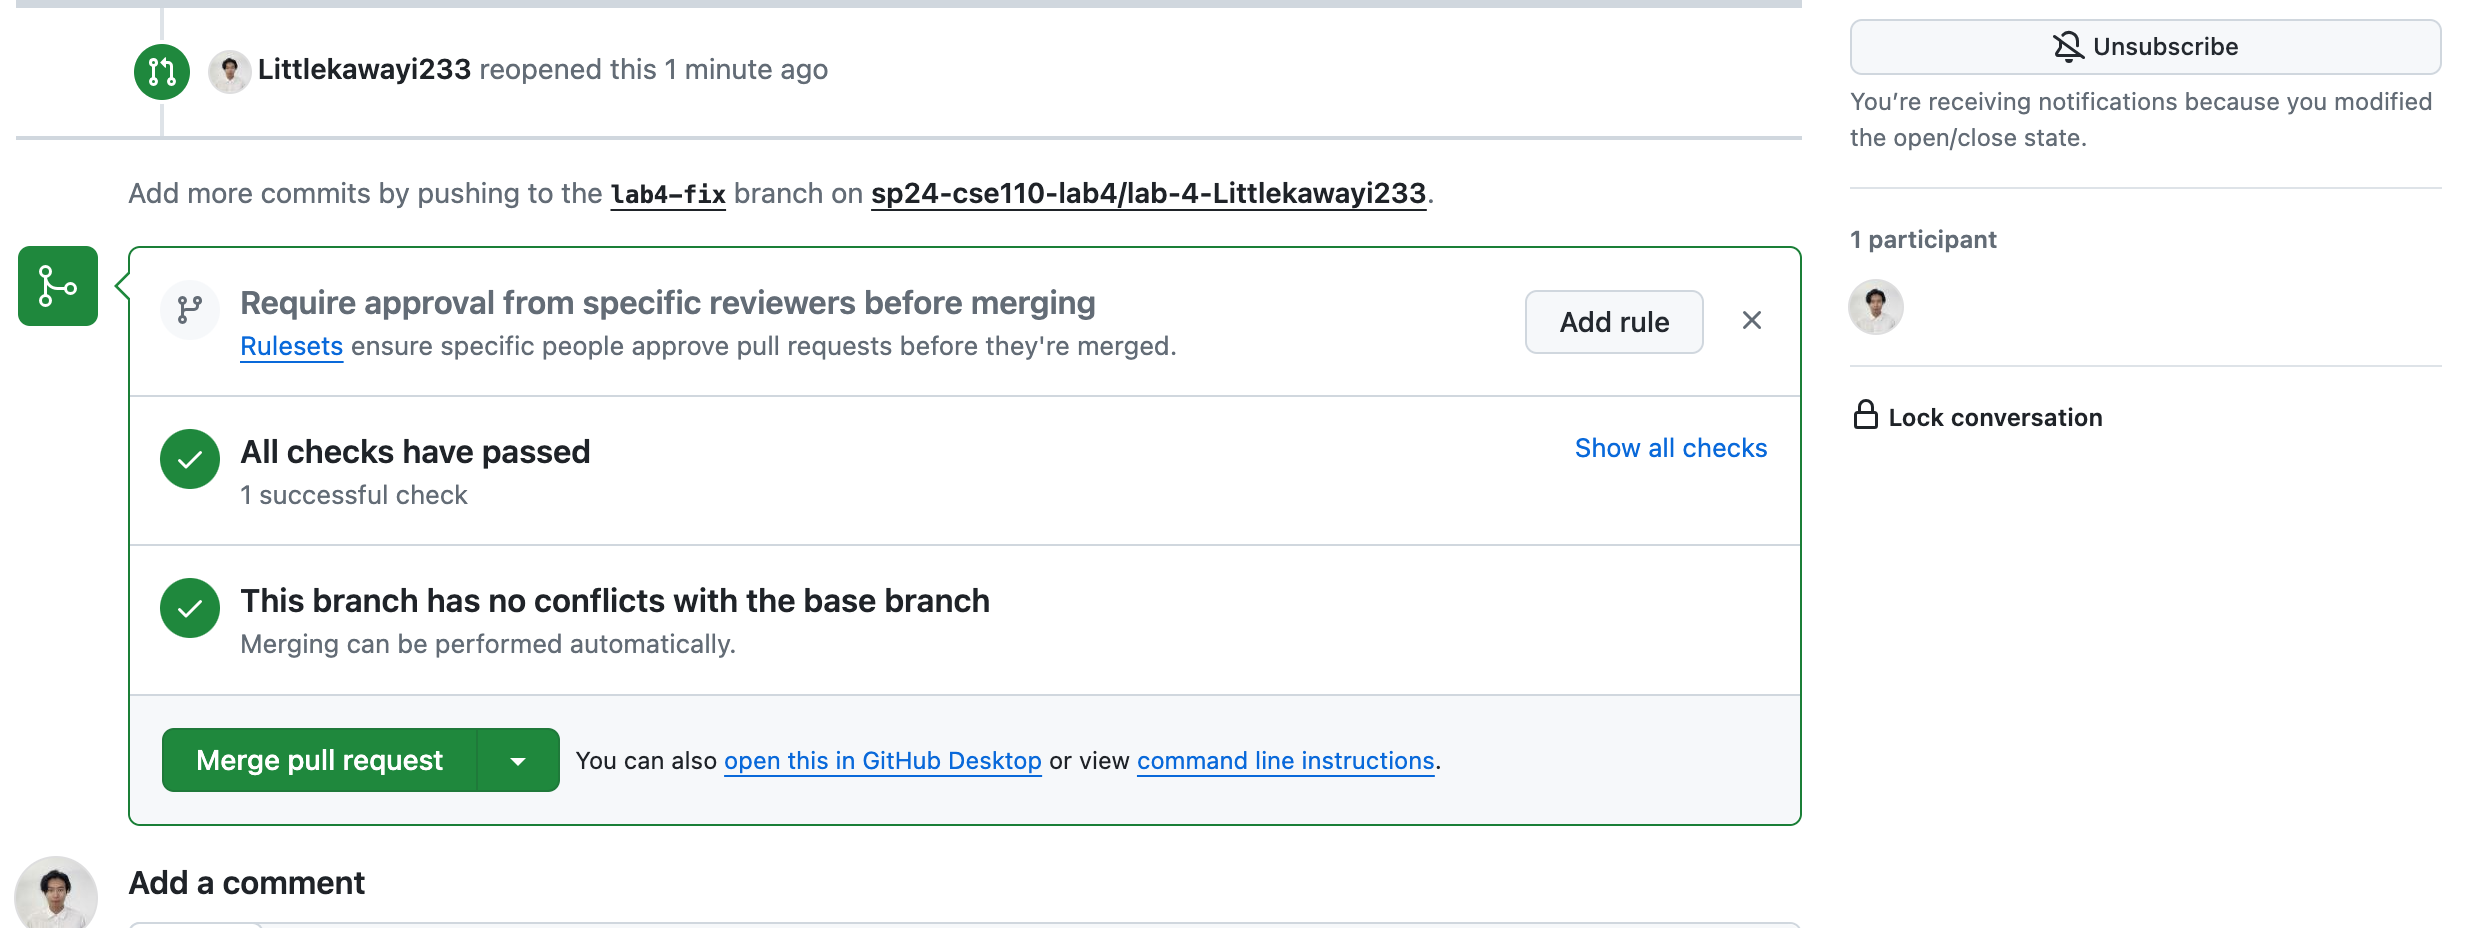 Littlekawayi233 reopened this 1 minute ago
Add more commits by pushing to the lab4-fix branch on sp24-cse110-lab4/lab-4-Littlekawayi233.
Require approval from specific reviewers before merging
Rulesets ensure specific people approve pull requests before they're merged.
Add rule
All checks have passed
1 successful check
Show all checks
This branch has no conflicts with the base branch
Merging can be performed automatically.
Merge pull request
You can also open this in GitHub Desktop or view command line instructions.
Add a comment
Unsubscribe
You’re receiving notifications because you modified
the open/close state.
1 participant
Lock conversation